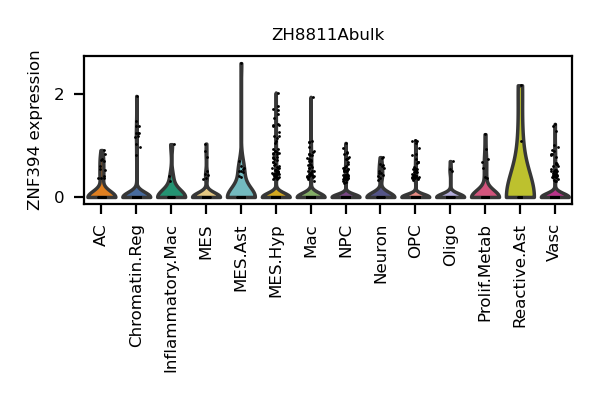 ZH8811Abulk
ZNF394 expression
2
0
AC
Chromatin.Reg
Inflammatory.Mac
MES
MES.Ast
MES.Hyp
Mac
NPC
Neuron
OPC
Oligo
Prolif.Metab
Reactive.Ast
Vasc